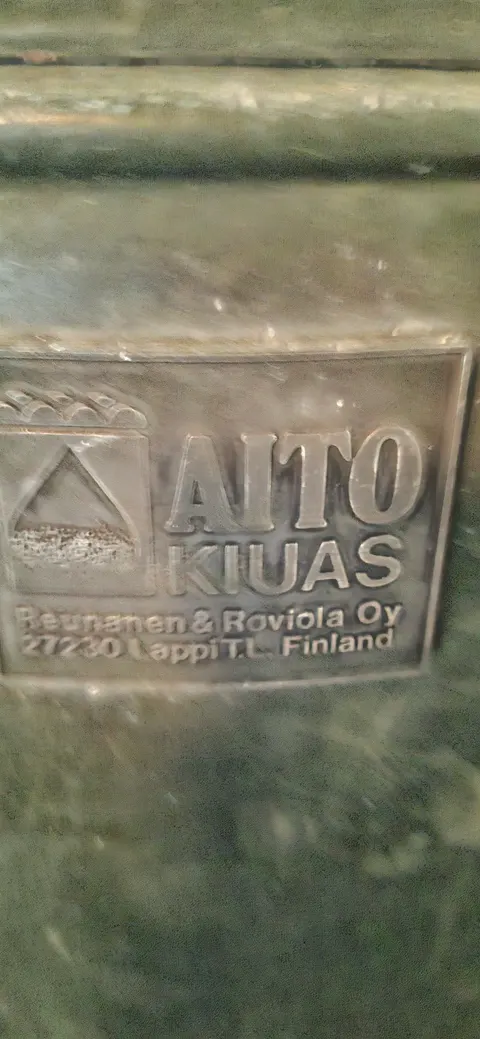 AITO
KIUAS
Reunanen & Roviola Oy
27230 Lappi T.L. Finland